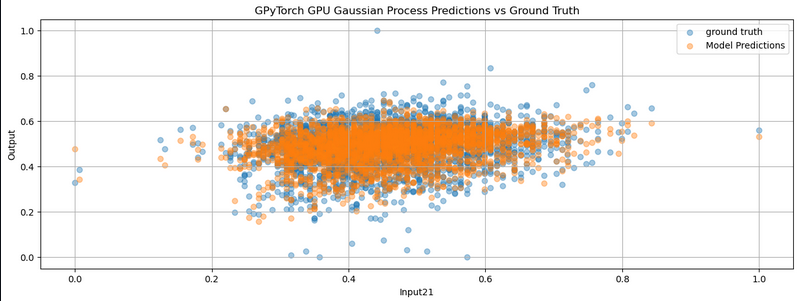 GPyTorch GPU Gaussian Process Predictions vs Ground Truth
ground truth
Model Predictions
Output
1.0
0.8
0.6
0.4
0.2
0.0
0.0 0.2 0.4 0.6 0.8 1.0
Input21